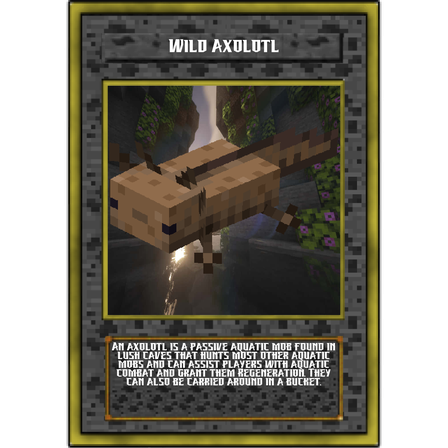 WILD AXOLOTL
AN AXOLOTL IS A PASSIVE AQUATIC MOB FOUND IN
LUSH CAVES THAT HUNTS MOST OTHER AQUATIC
MOBS AND CAN ASSIST PLAYERS WITH AQUATIC
COMBAT AND GRANT THEM REGENERATION. THEY
CAN ALSO BE CARRIED AROUND IN A BUCKET.